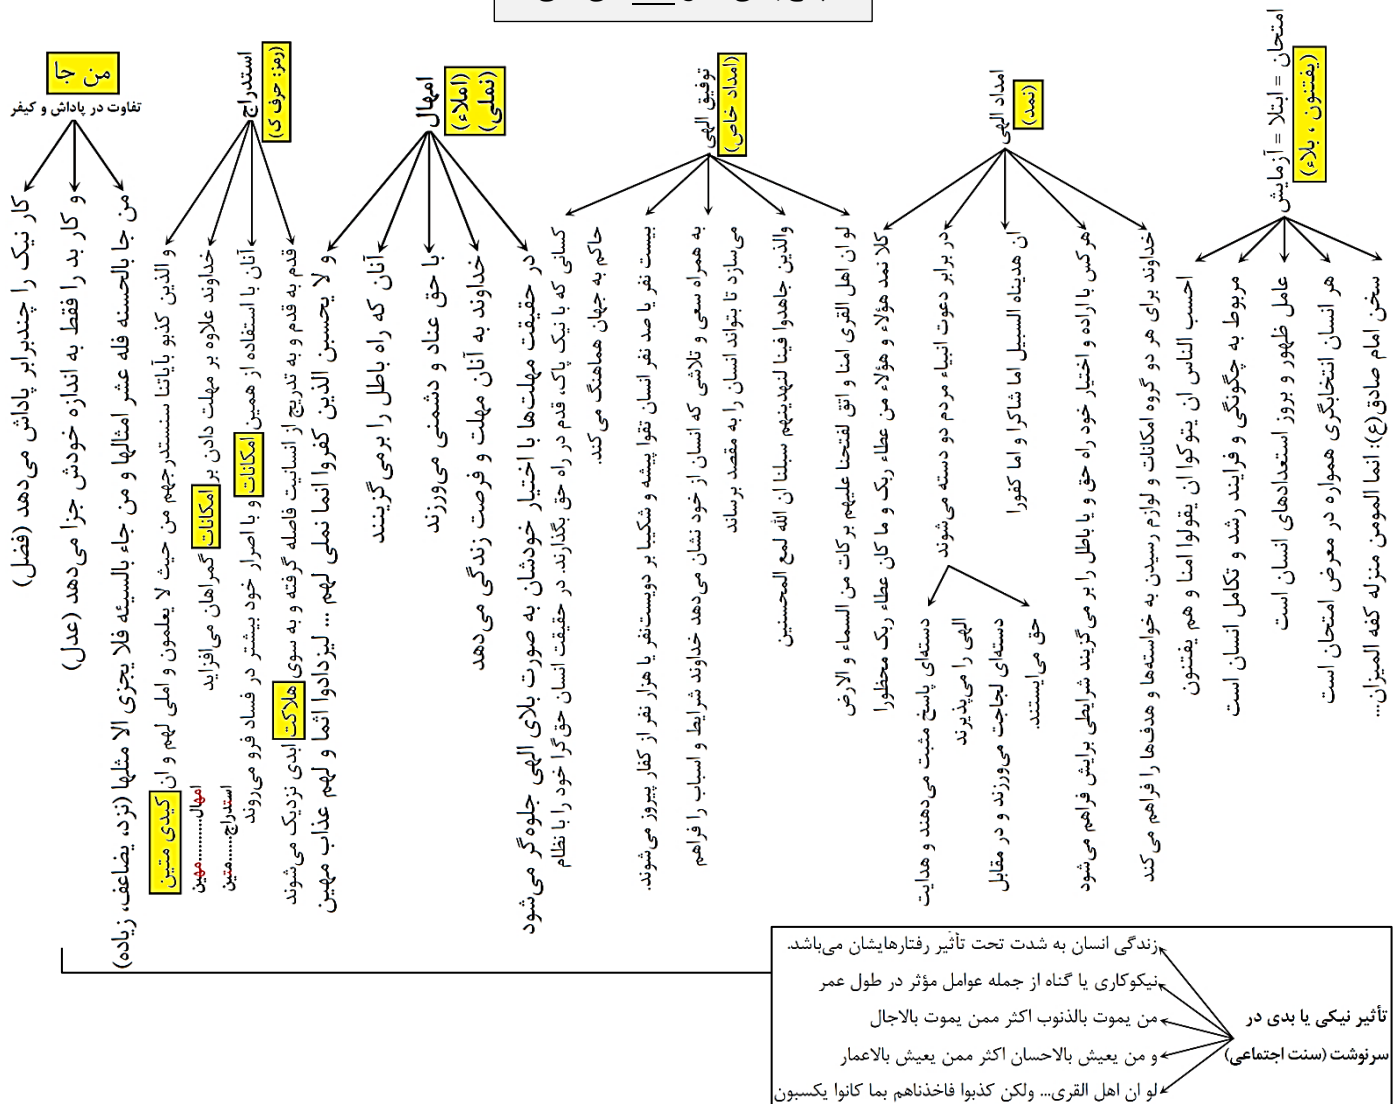 امتحان = ابتلا = آزمایش
(یفتنون ، بلاء)
سخن امام صادق(ع): انما المومن منزله کفه المیزان...
هر انسان انتخابگری همواره در معرض امتحان است
عامل ظهور و بروز استعدادهای انسان است
مربوط به چگونگی و فرایند رشد و تکامل انسان است
احسب الناس ان یتوکوا ان یقولوا امنا و هم یفتنون
امداد الهی
(نمد)
خداوند برای هر دو گروه امکانات و لوازم رسیدن به خواسته‌ها و هدف‌ها را فراهم می‌کند
هرکس با اراده و اختیار خود راه حق و یا باطل را بر می‌گزیند شرایطی برایش فراهم می‌شود
ان هدیناه السبیل اما شاکرا و اما کفورا
در برابر دعوت انبیاء مردم دو دسته می‌شوند
دسته‌ای لجاجت می‌ورزند و در مقابل
حق می‌ایستند.
دسته‌ای پاسخ مثبت می‌دهند و هدایت
الهی را می‌پذیرند
کلا نمد هؤلاء و هؤلاء من عطاء ربک و ما کان عطاء ربک محظورا
توفیق الهی
(امداد خاص)
لو ان اهل القری امنا و اتق لفتحنا علیهم برکات من السماء و الارض
والذین جاهدوا فینا لنهدینهم سبلنا ان الله لمع المحسنین
به همراه سعی و تلاشی که انسان از خود نشان می‌دهد خداوند شرایط و اسباب را فراهم
می‌سازد تا بتواند انسان را به مقصد برساند
بیست نفر یا صد نفر انسان تقوا پیشه و شکیبا بر دویست‌نفر یا هزار نفر از کفار پیروز می‌شوند.
کسانی که با نیک پاک، قدم در راه حق بگذارند، در حقیقت انسان حق‌گرا خود را با نظام
حاکم به جهان هماهنگ می‌کند.
امهال
(املاء)
(نملی)
در حقیقت مهلت‌ها با اختیار خودشان به صورت بلای الهی جلوه‌گر می‌شود
خداوند به آنان مهلت و فرصت زندگی می‌دهد
با حق عناد و دشمنی می‌ورزند
آنان که راه باطل را برمی‌گزینند
و لا یحسبن الذین کفروا انما نملی لهم ... لیزدادوا اثما و لهم عذاب مهین
استدراج
(رمز: حرف ک)
قدم به قدم و به تدریج از انسانیت فاصله گرفته و به سوی هلاکت ابدی نزدیک می‌شوند
آنان با استفاده از همین امکانات و با اصرار خود بیشتر در فساد فرو می‌روند
خداوند علاوه بر مهلت دادن بر امکانات گمراهان می‌افزاید
و الذین کذبو بآیاتنا سنستدرجهم من حیث لا یعلمون و املی لهم و ان کیدی متین
امهال..........مهین
استدراج......متین
من جا
تفاوت در پاداش و کیفر
من جا بالحسنه فله عشر امثالها و من جاء بالسیئه فلا یجزی الا مثلها (نزد، یضاعف، زیاده)
و کار بد را فقط به اندازه خودش جزا می‌دهد (عدل)
کار نیک را چندبرابر پاداش می‌دهد (فضل)
تأثیر نیکی یا بدی در
سرنوشت (سنت اجتماعی)
زندگی انسان به شدت تحت تأثیر رفتارهایشان می‌باشد.
نیکوکاری یا گناه از جمله عوامل مؤثر در طول عمر
من یموت بالذنوب اکثر ممن یموت بالاجال
و من یعیش بالاحسان اکثر ممن یعیش بالاعمار
لو ان اهل القری... ولکن کذبوا فاخذناهم بما کانوا یکسبون